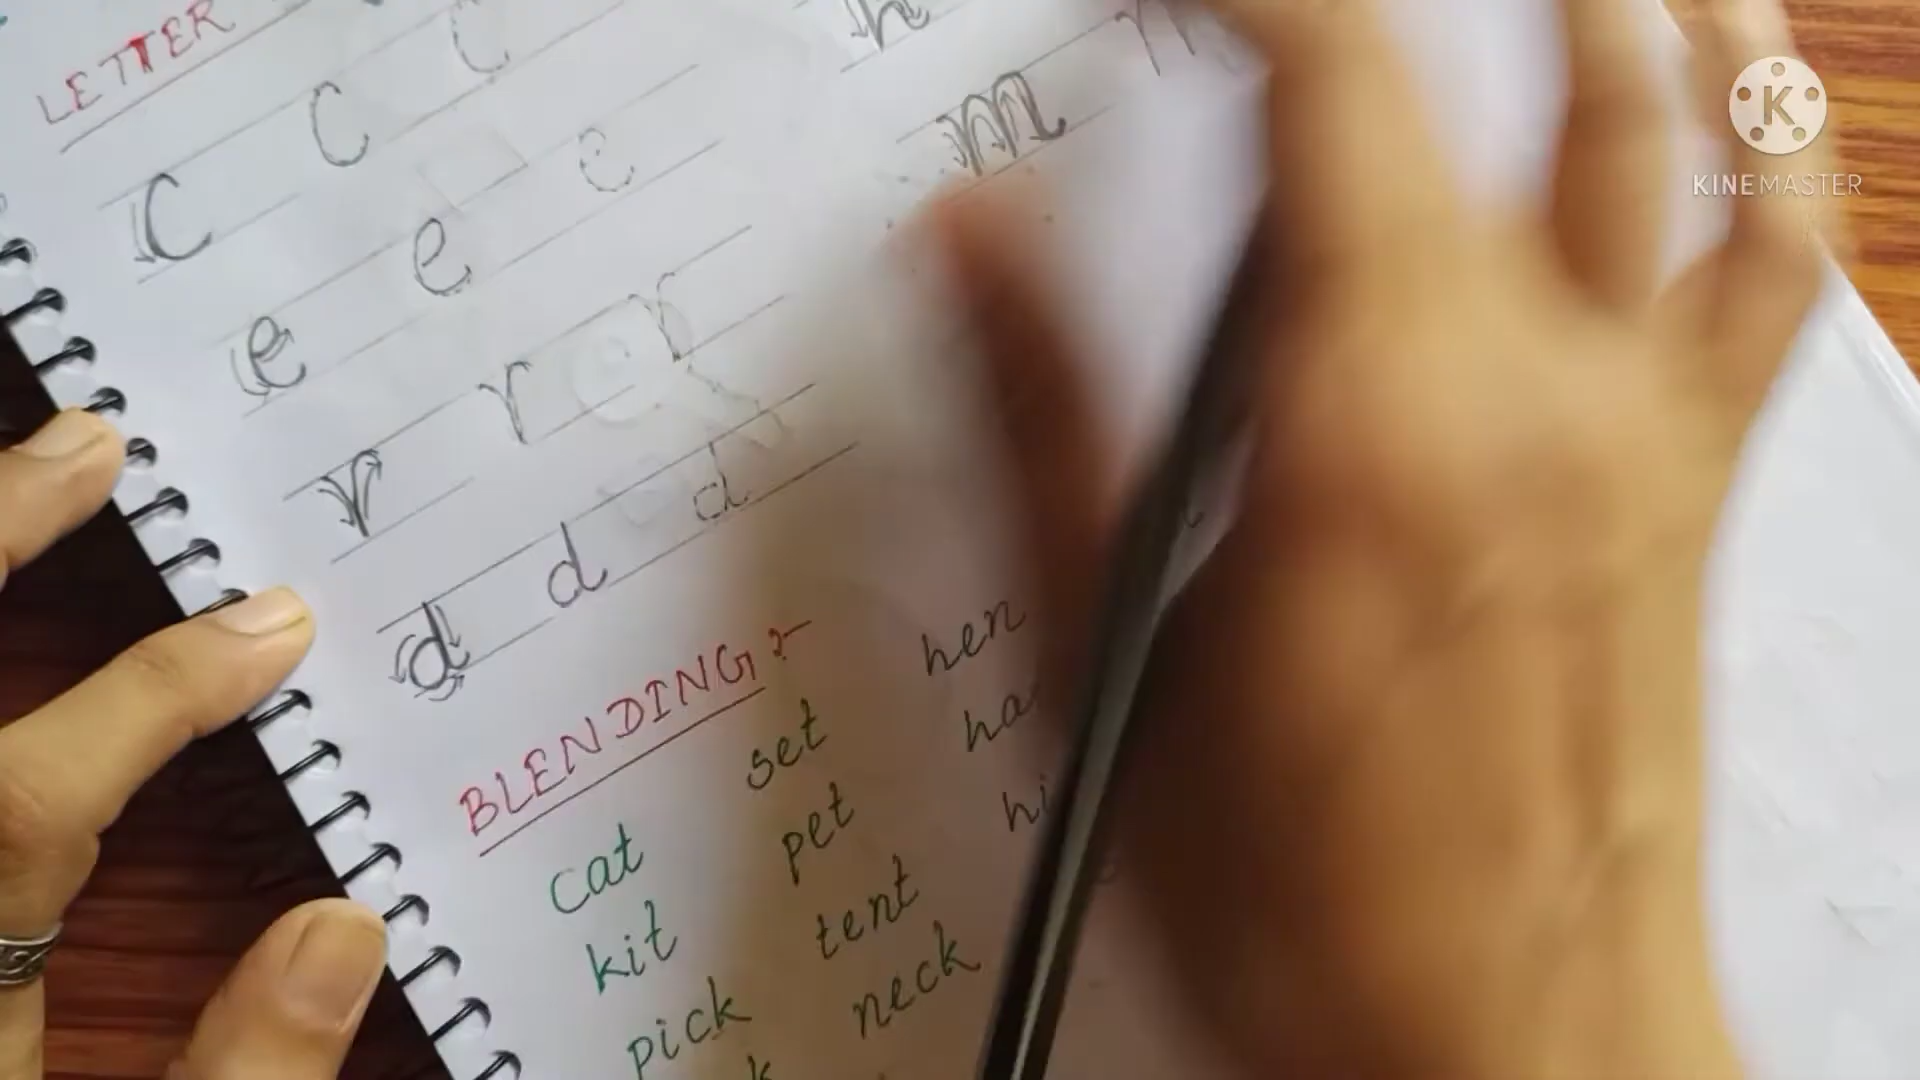 LETTER
c c c
e e e
r r r
d d d
h
m n
BLENDING :-
cat set hen
kit pet
pick tent
neck
KINEMASTER